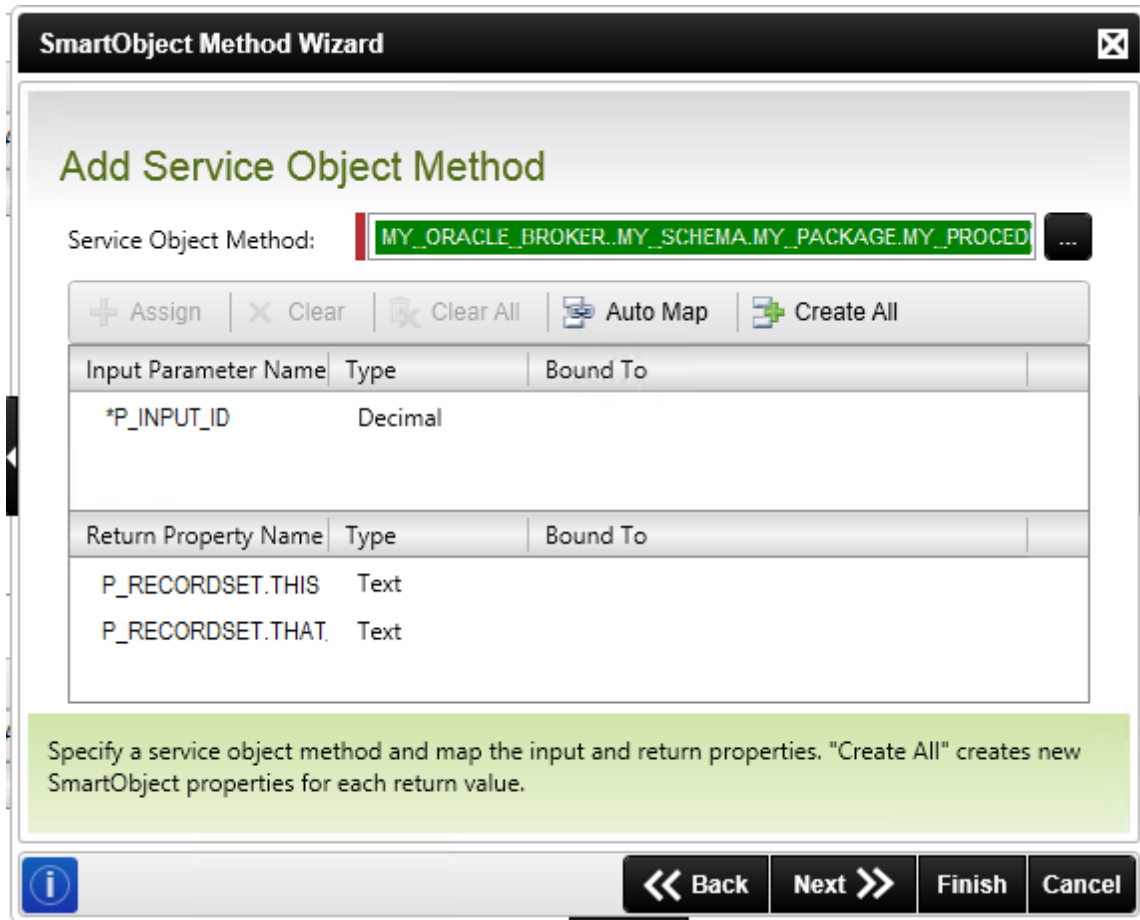 SmartObject Method Wizard
Add Service Object Method
Service Object Method: MY_ORACLE_BROKER..MY_SCHEMA.MY_PACKAGE.MY_PROCED ...
Assign Clear Clear All Auto Map Create All
Input Parameter Name Type Bound To
*P_INPUT_ID Decimal
Return Property Name Type Bound To
P_RECORDSET.THIS Text
P_RECORDSET.THAT Text
Specify a service object method and map the input and return properties. "Create All" creates new
SmartObject properties for each return value.
Back Next Finish Cancel